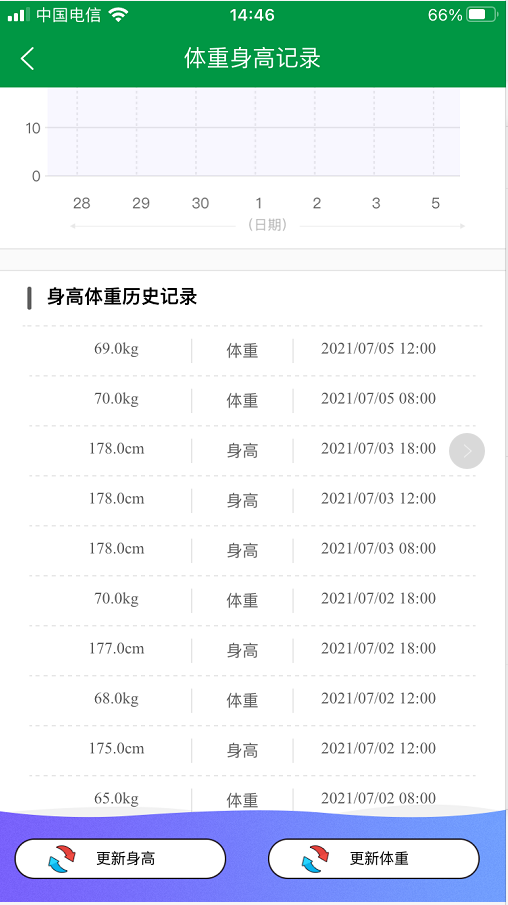 中国电信 14:46 66%
体重身高记录
10
0
28 29 30 1 2 3 5
（日期）
身高体重历史记录
69.0kg 体重 2021/07/05 12:00
70.0kg 体重 2021/07/05 08:00
178.0cm 身高 2021/07/03 18:00
178.0cm 身高 2021/07/03 12:00
178.0cm 身高 2021/07/03 08:00
70.0kg 体重 2021/07/02 18:00
177.0cm 身高 2021/07/02 18:00
68.0kg 体重 2021/07/02 12:00
175.0cm 身高 2021/07/02 12:00
65.0kg 体重 2021/07/02 08:00
更新身高 更新体重